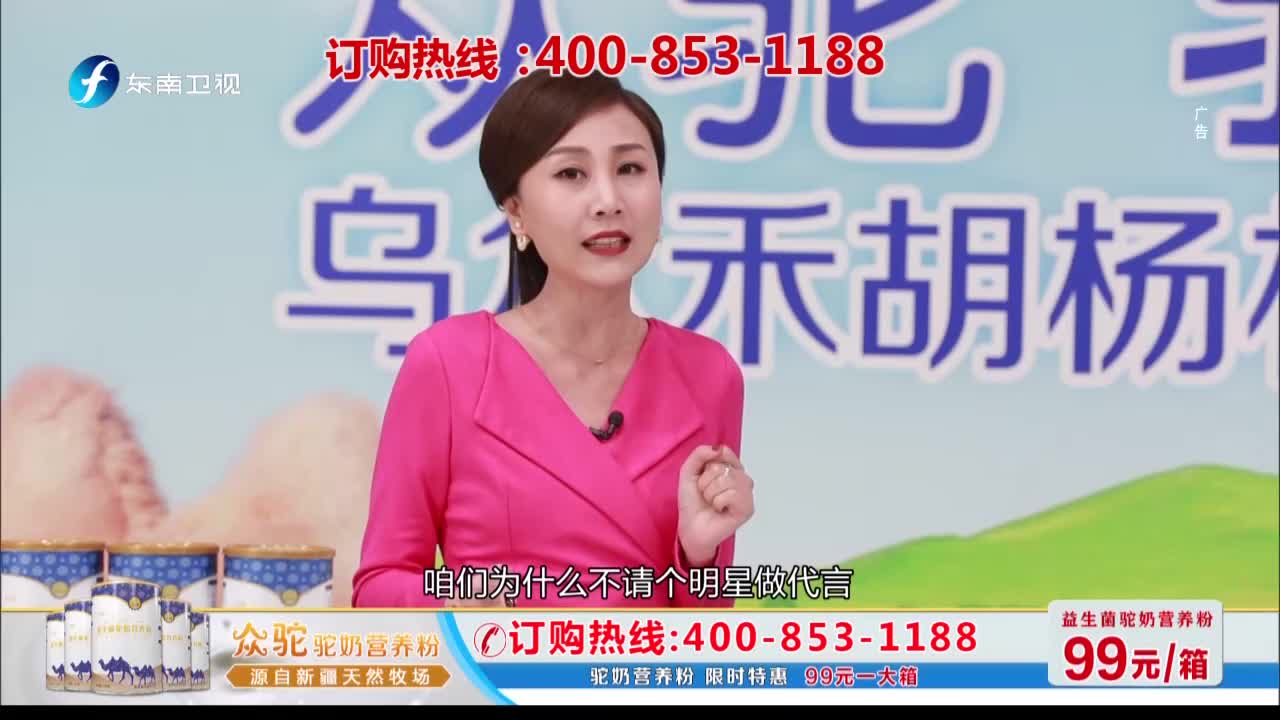 订购热线 :400-853-1188
东南卫视
广告
众 驼
禾胡杨
咱们为什么不请个明星做代言
众驼 驼奶营养粉
源自新疆天然牧场
订购热线:400-853-1188
驼奶营养粉 限时特惠 99元一大箱
益生菌驼奶营养粉
99元/箱